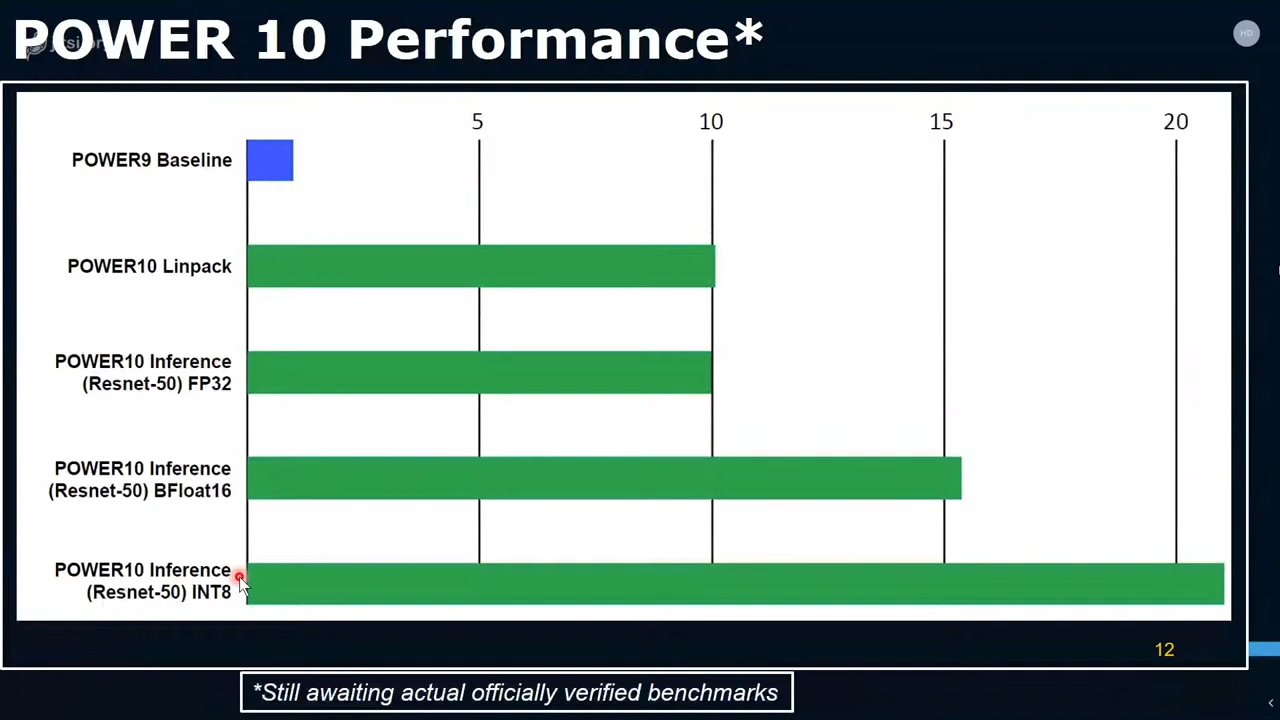 POWER 10 Performance*
HD
5 10 15 20
POWER9 Baseline
POWER10 Linpack
POWER10 Inference
(Resnet-50) FP32
POWER10 Inference
(Resnet-50) BFloat16
POWER10 Inference
(Resnet-50) INT8
12
*Still awaiting actual officially verified benchmarks